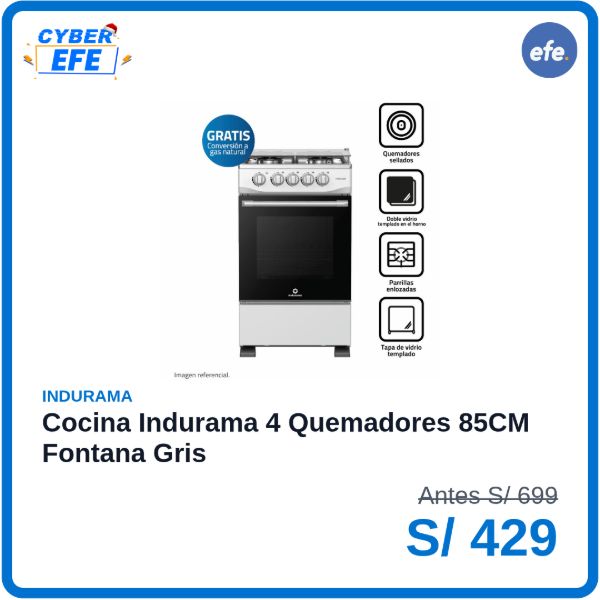 CYBER
EFE
efe.
GRATIS
Conversión a
gas natural
Quemadores
sellados
Doble vidrio
templado en el horno
Parrillas
enlozadas
Tapa de vidrio
templado
indurama
Imagen referencial.
INDURAMA
Cocina Indurama 4 Quemadores 85CM
Fontana Gris
Antes S/ 699
S/ 429